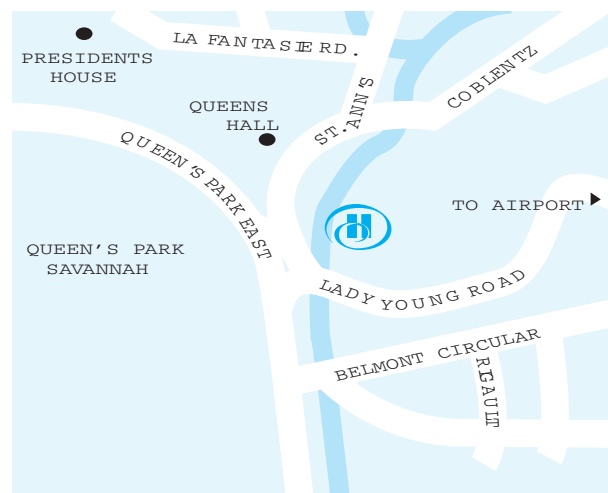 LA FANTASIE RD.
PRESIDENTS
HOUSE
COBLENTZ
ST. ANN'S
QUEENS
HALL
QUEEN'S PARK EAST
TO AIRPORT
QUEEN'S PARK
SAVANNAH
LADY YOUNG ROAD
BELMONT CIRCULAR
RIGAULT